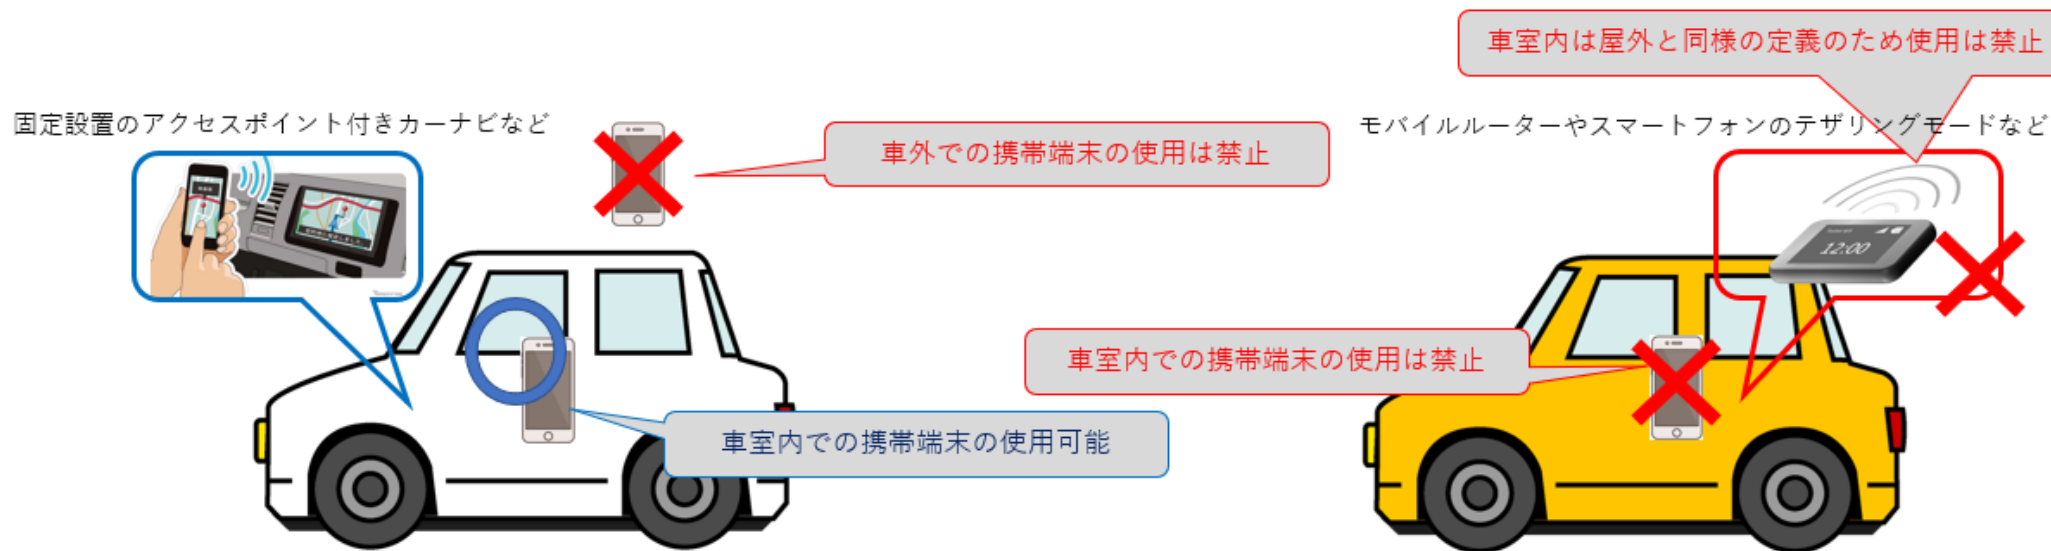 車室内は屋外と同様の定義のため使用は禁止
固定設置のアクセスポイント付きカーナビなど
モバイルルーターやスマートフォンのテザリングモードなど
車外での携帯端末の使用は禁止
12:00
車室内での携帯端末の使用は禁止
車室内での携帯端末の使用可能